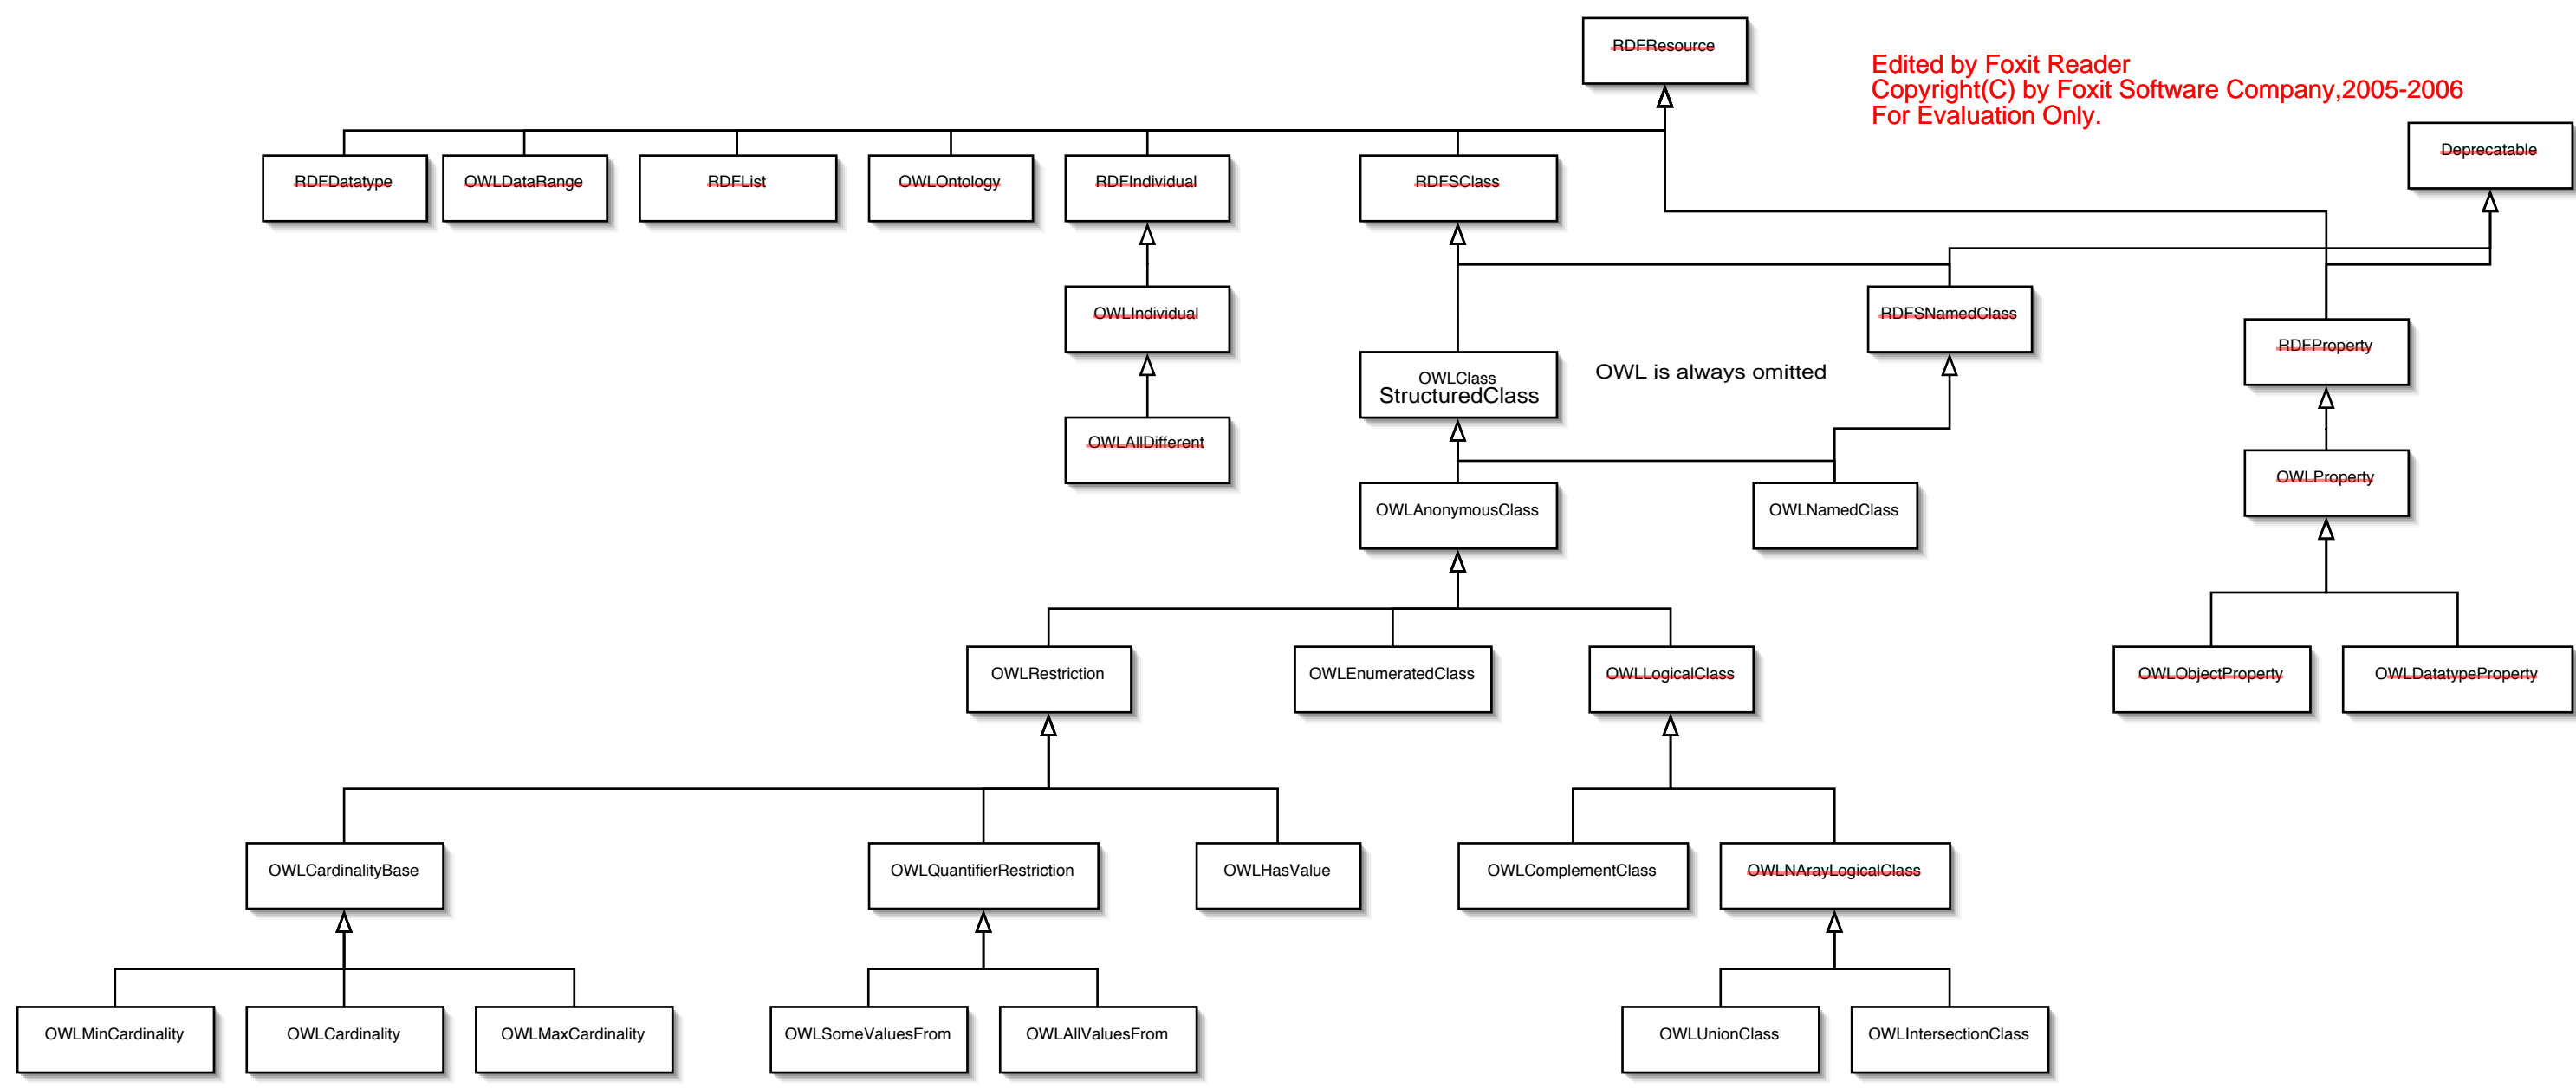 RDFResource
Edited by Foxit Reader
Copyright(C) by Foxit Software Company,2005-2006
For Evaluation Only.
Deprecatable
RDFDatatype
OWLDataRange
RDFList
OWLOntology
RDFIndividual
RDFSClass
OWLIndividual
RDFSNamedClass
RDFProperty
OWLClass
StructuredClass
OWL is always omitted
OWLAllDifferent
OWLProperty
OWLAnonymousClass
OWLNamedClass
OWLRestriction
OWLEnumeratedClass
OWLLogicalClass
OWLObjectProperty
OWLDatatypeProperty
OWLCardinalityBase
OWLQuantifierRestriction
OWLHasValue
OWLComplementClass
OWLNArayLogicalClass
OWLMinCardinality
OWLCardinality
OWLMaxCardinality
OWLSomeValuesFrom
OWLAllValuesFrom
OWLUnionClass
OWLIntersectionClass